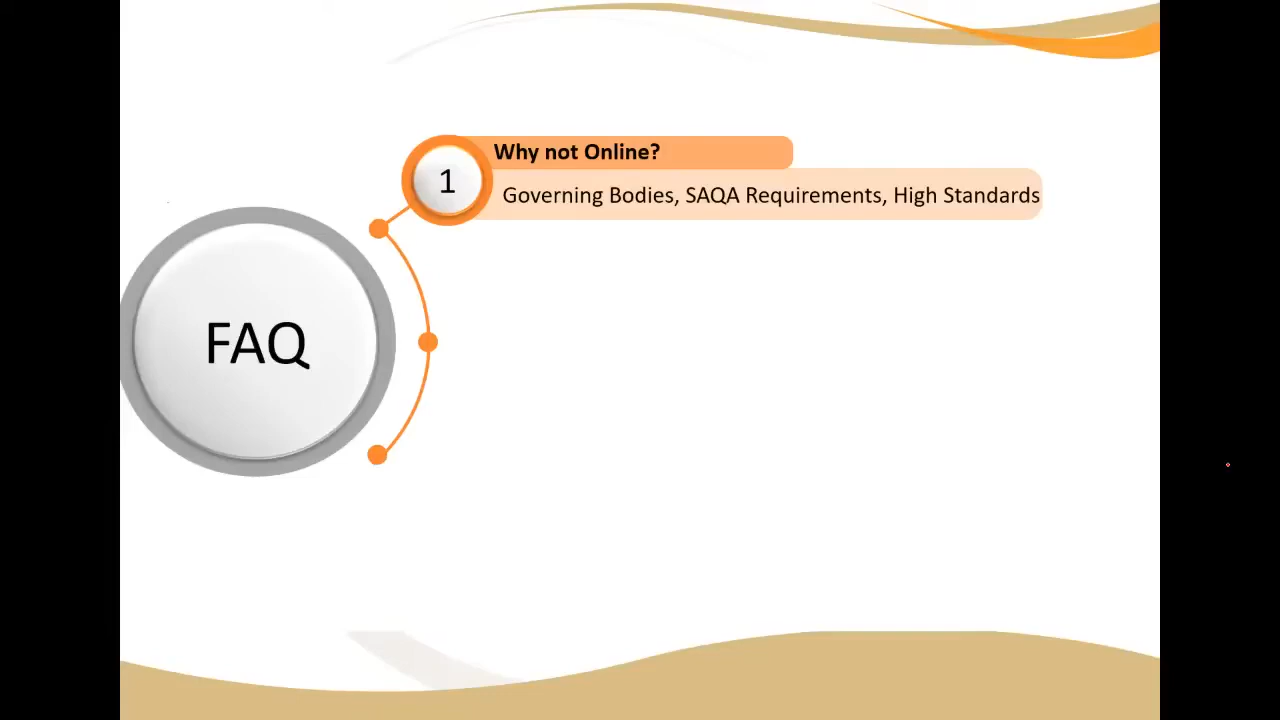 Why not Online?
1
Governing Bodies, SAQA Requirements, High Standards
FAQ